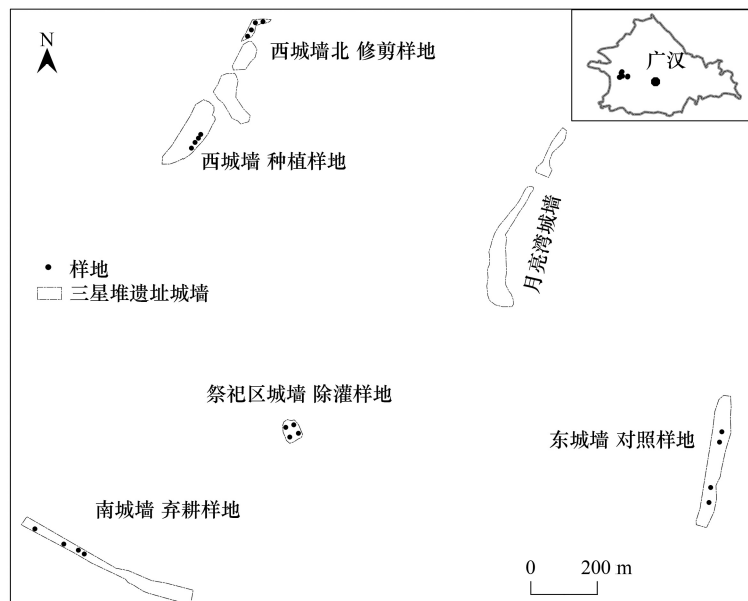 N
西城墙北 修剪样地
广汉
西城墙 种植样地
月亮湾城墙
样地
三星堆遗址城墙
祭祀区城墙 除灌样地
东城墙 对照样地
南城墙 弃耕样地
0 200 m